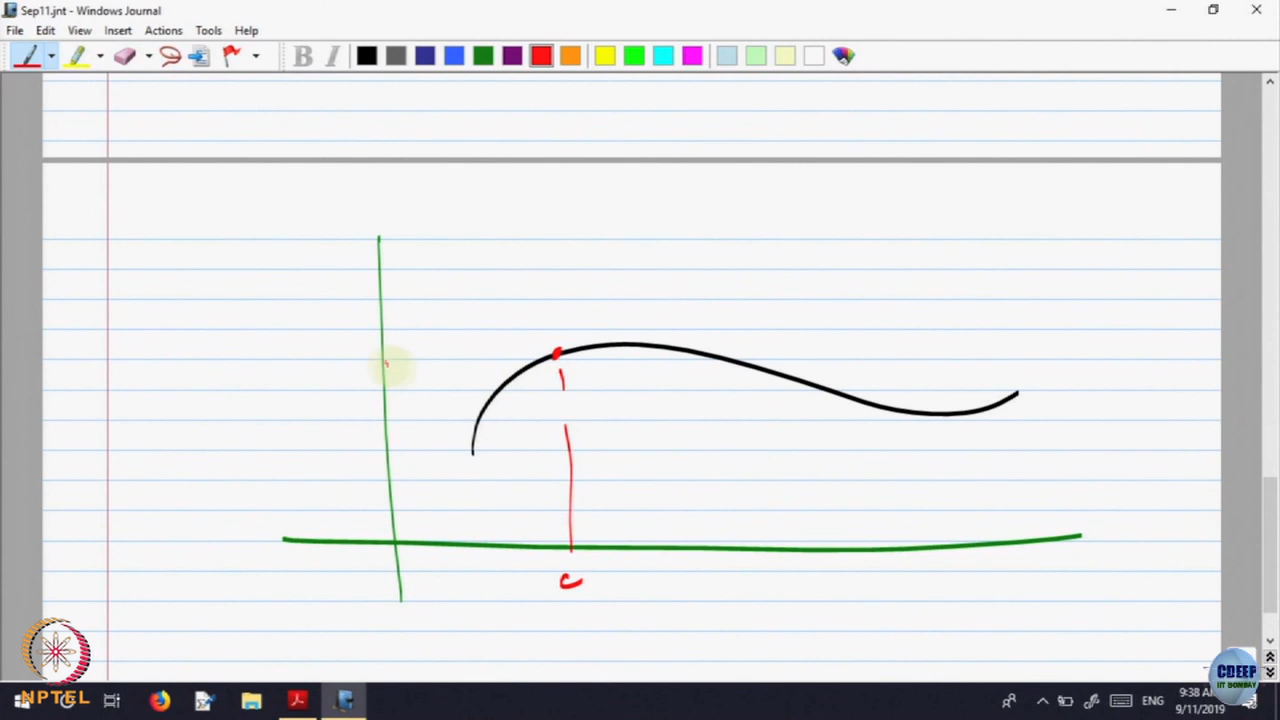 Sep11.jnt - Windows Journal
File Edit View Insert Actions Tools Help
B I
c
NPTEL
CDEEP
IIT BOMBAY
ENG
9:38 A
9/11/2019